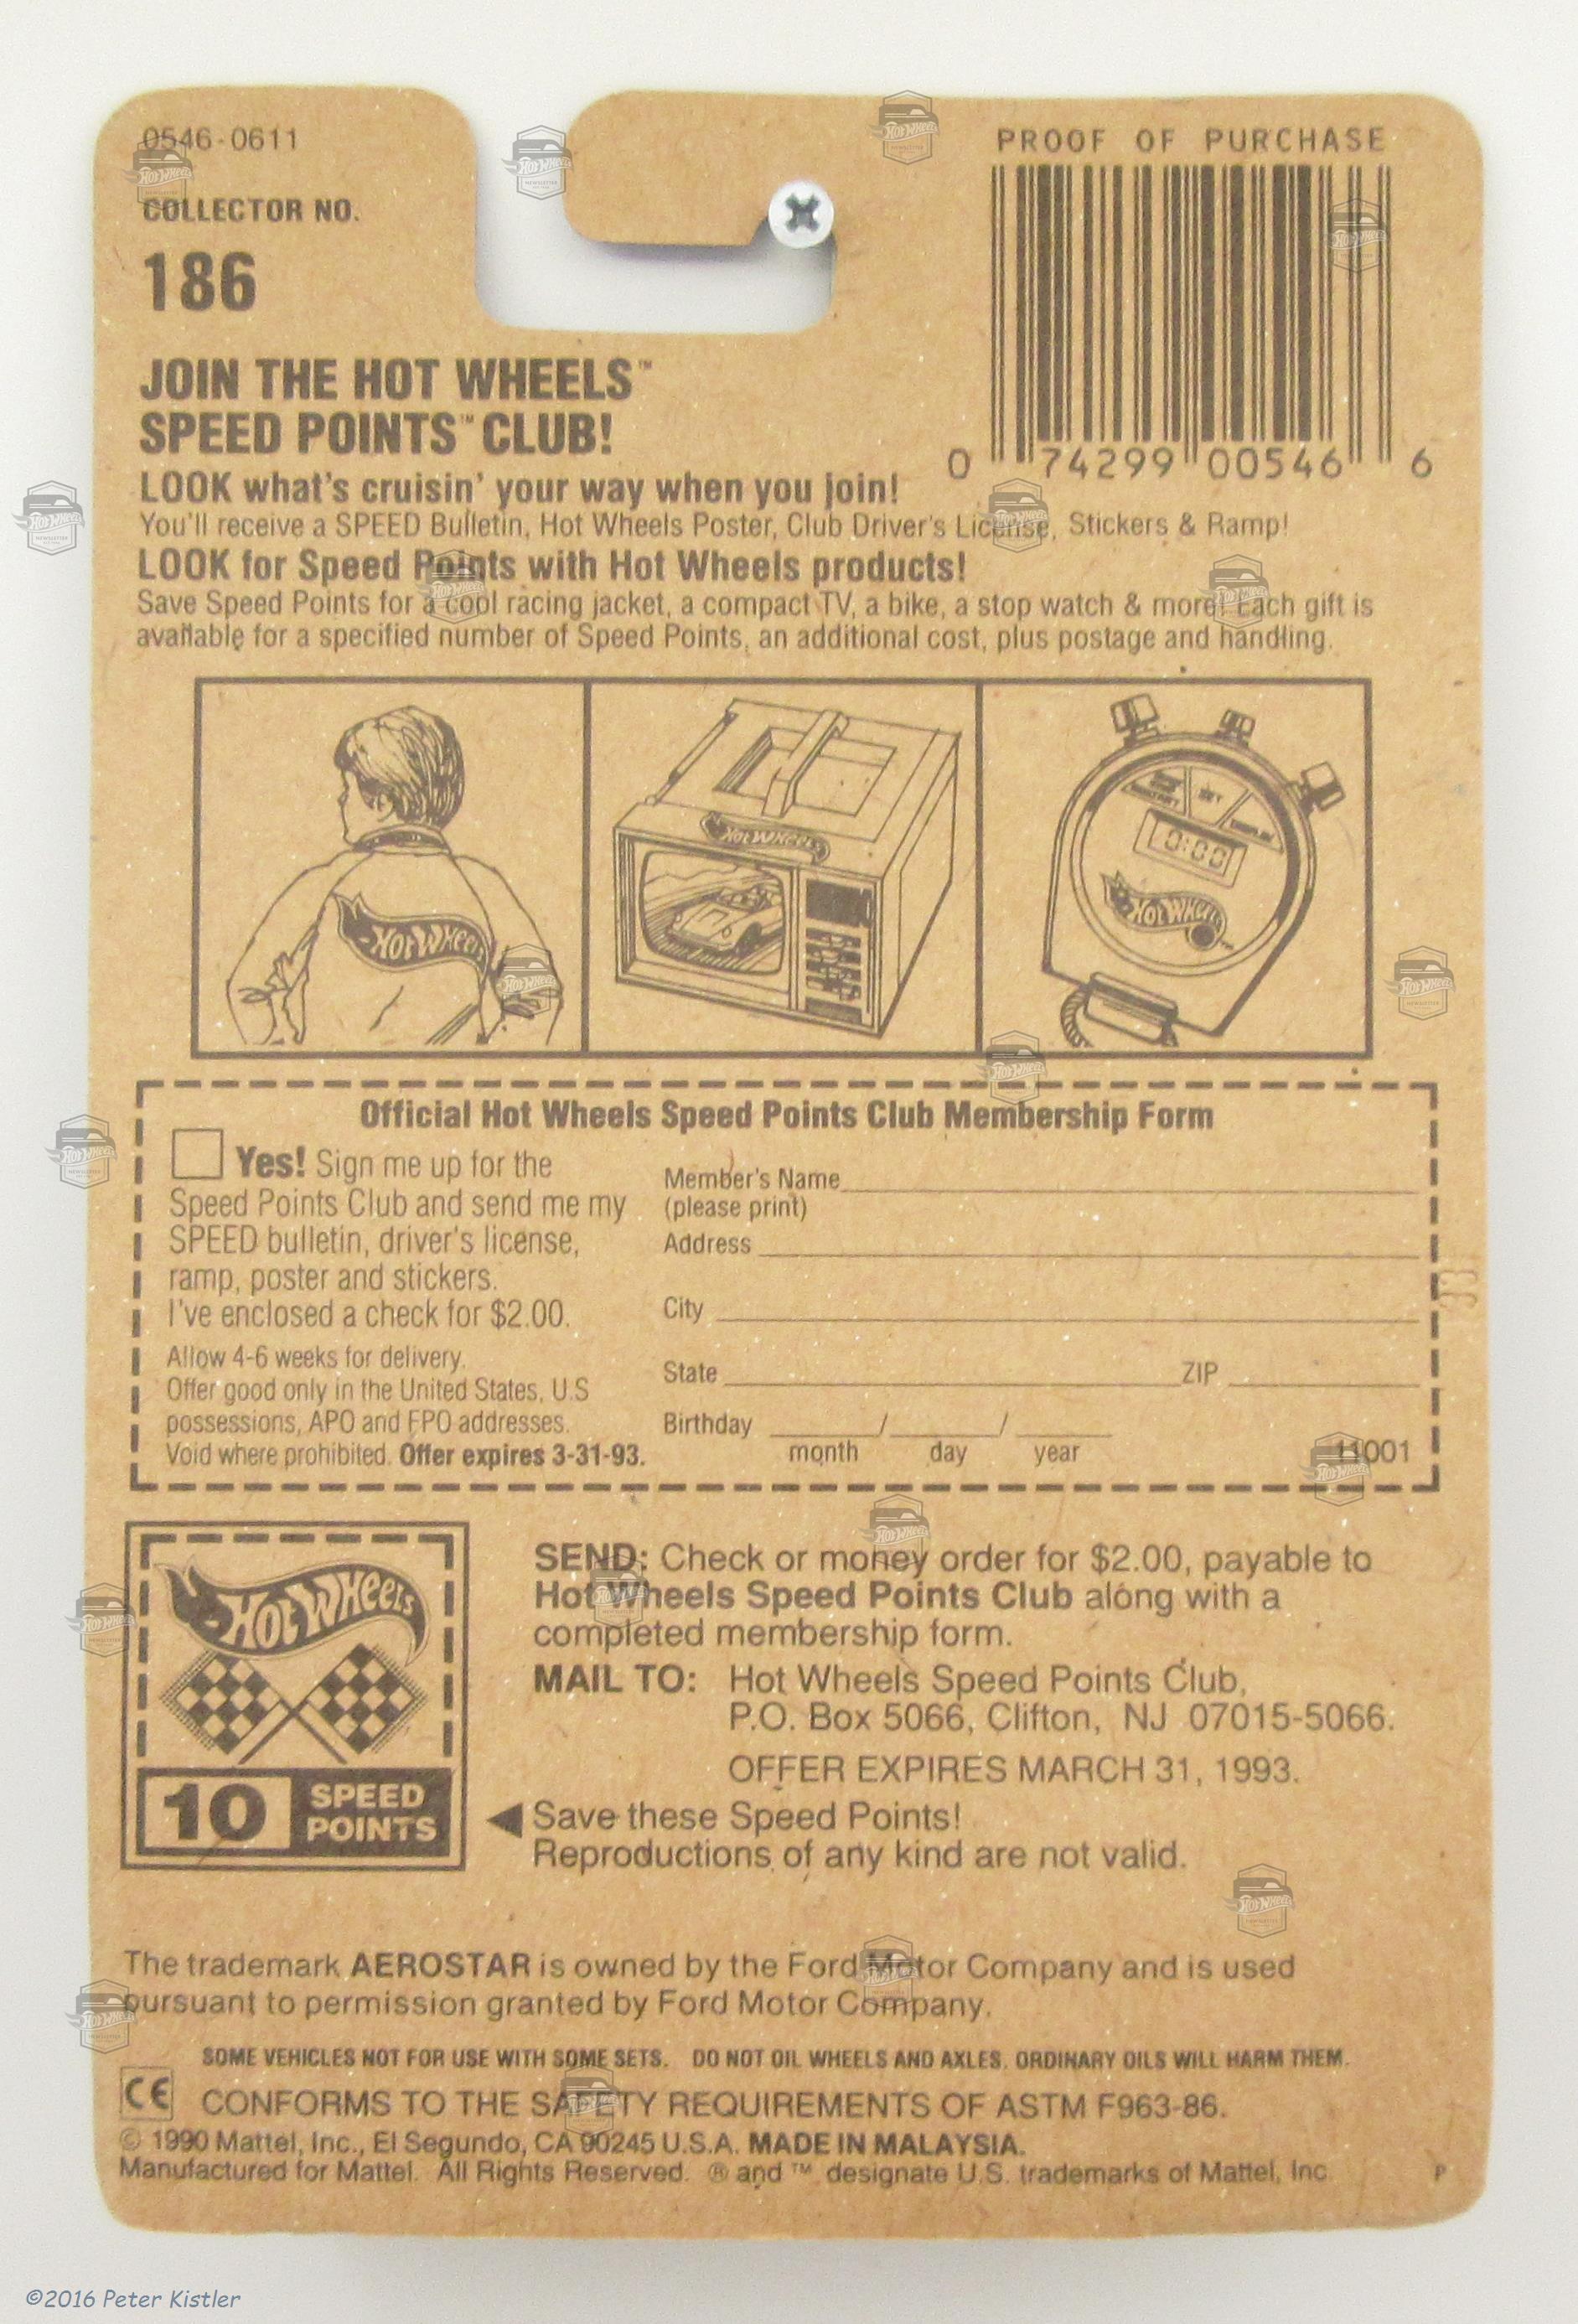 0546-0611
COLLECTOR NO.
186
PROOF OF PURCHASE
0 74299 00546 6
JOIN THE HOT WHEELS™
SPEED POINTS™ CLUB!
LOOK what's cruisin' your way when you join!
You'll receive a SPEED Bulletin, Hot Wheels Poster, Club Driver's License, Stickers & Ramp!
LOOK for Speed Points with Hot Wheels products!
Save Speed Points for a cool racing jacket, a compact TV, a bike, a stop watch & more! Each gift is
available for a specified number of Speed Points, an additional cost, plus postage and handling.
HOT WHEELS
HOT WHEELS
SET
0:00
HOT WHEELS
Official Hot Wheels Speed Points Club Membership Form
Yes! Sign me up for the
Speed Points Club and send me my
SPEED bulletin, driver's license,
ramp, poster and stickers.
I've enclosed a check for $2.00.
Allow 4-6 weeks for delivery.
Offer good only in the United States, U.S
possessions, APO and FPO addresses.
Void where prohibited. Offer expires 3-31-93.
Member's Name
(please print)
Address
City
State ZIP
Birthday / /
month day year
11001
HOT WHEELS
10 SPEED
POINTS
SEND: Check or money order for $2.00, payable to
Hot Wheels Speed Points Club along with a
completed membership form.
MAIL TO: Hot Wheels Speed Points Club,
P.O. Box 5066, Clifton, NJ 07015-5066.
OFFER EXPIRES MARCH 31, 1993.
◀ Save these Speed Points!
Reproductions of any kind are not valid.
The trademark AEROSTAR is owned by the Ford Motor Company and is used
pursuant to permission granted by Ford Motor Company.
SOME VEHICLES NOT FOR USE WITH SOME SETS. DO NOT OIL WHEELS AND AXLES. ORDINARY OILS WILL HARM THEM.
CE CONFORMS TO THE SAFETY REQUIREMENTS OF ASTM F963-86.
© 1990 Mattel, Inc., El Segundo, CA 90245 U.S.A. MADE IN MALAYSIA.
Manufactured for Mattel. All Rights Reserved. ® and ™ designate U.S. trademarks of Mattel, Inc. P
©2016 Peter Kistler